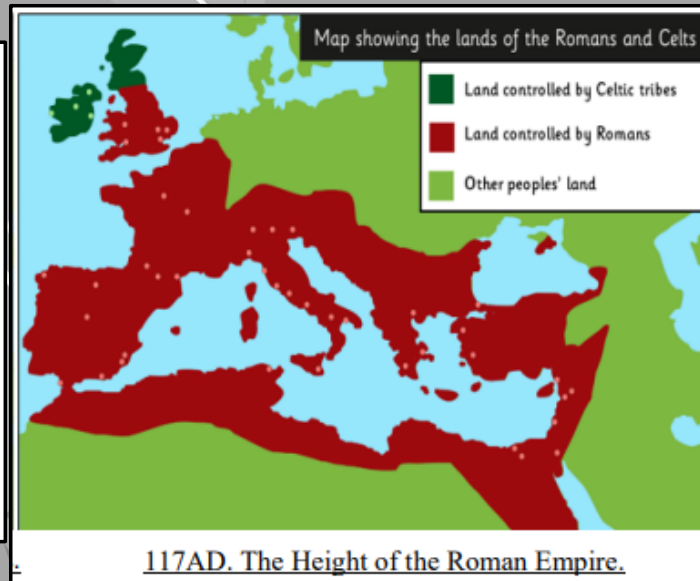 Map showing the lands of the Romans and Celts
Land controlled by Celtic tribes
Land controlled by Romans
Other peoples' land
. 117AD. The Height of the Roman Empire.